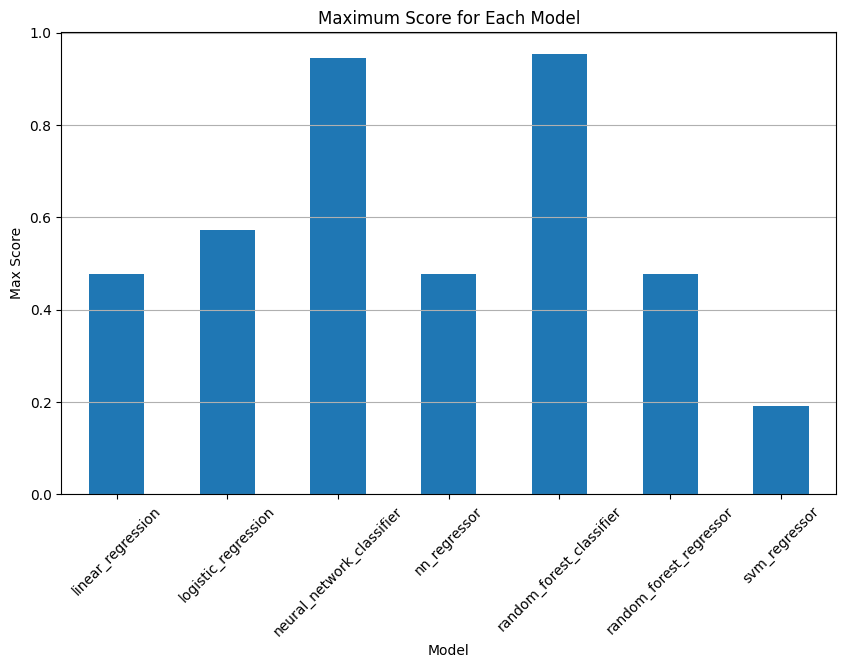 Maximum Score for Each Model
Max Score
1.0
0.8
0.6
0.4
0.2
0.0
linear_regression
logistic_regression
neural_network_classifier
nn_regressor
random_forest_classifier
random_forest_regressor
svm_regressor
Model